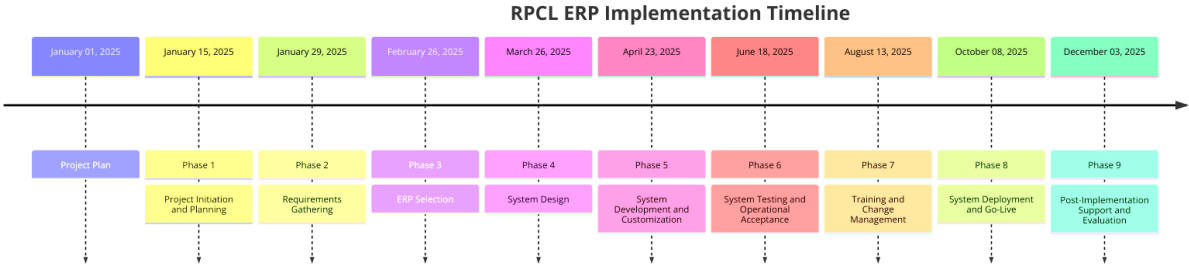 RPCL ERP Implementation Timeline
January 01, 2025
January 15, 2025
January 29, 2025
February 26, 2025
March 26, 2025
April 23, 2025
June 18, 2025
August 13, 2025
October 08, 2025
December 03, 2025
Project Plan
Phase 1
Phase 2
Phase 3
Phase 4
Phase 5
Phase 6
Phase 7
Phase 8
Phase 9
Project Initiation
and Planning
Requirements
Gathering
ERP Selection
System Design
System
Development and
Customization
System Testing and
Operational
Acceptance
Training and
Change
Management
System Deployment
and Go-Live
Post-Implementation
Support and
Evaluation